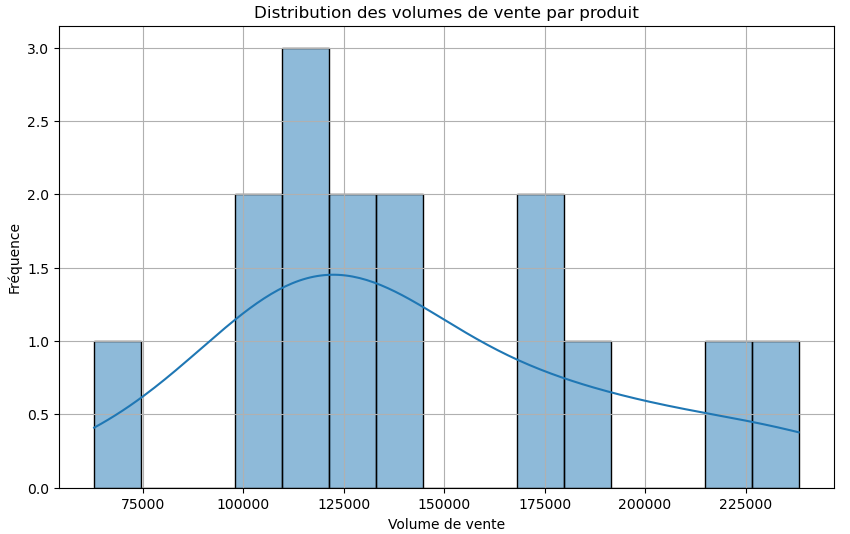 Distribution des volumes de vente par produit
3.0
2.5
2.0
1.5
1.0
0.5
0.0
Fréquence
75000 100000 125000 150000 175000 200000 225000
Volume de vente